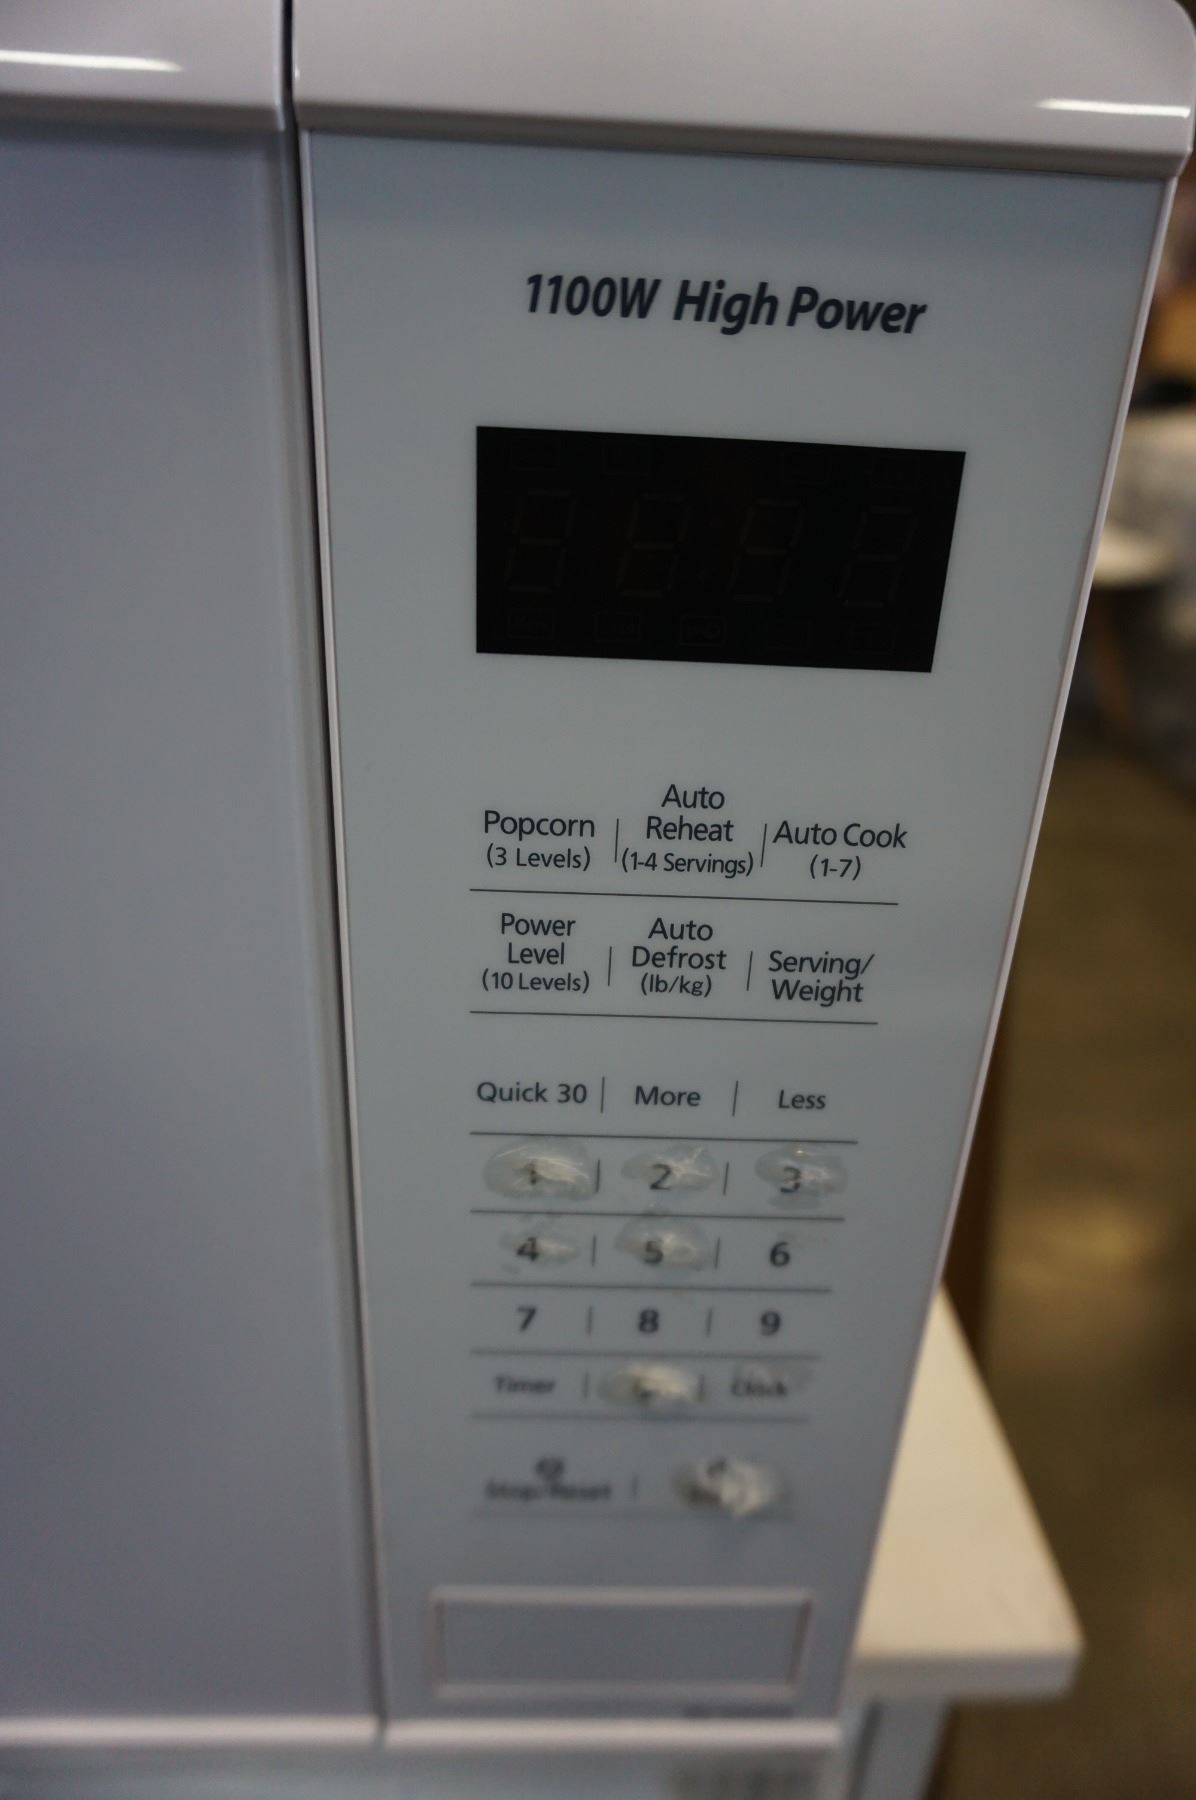 1100W High Power
Popcorn
(3 Levels)
Auto
Reheat
(1-4 Servings)
Auto Cook
(1-7)
Power
Level
(10 Levels)
Auto
Defrost
(lb/kg)
Serving/
Weight
Quick 30
More
Less
1 2 3
4 5 6
7 8 9
Timer
Clock
Stop/Reset